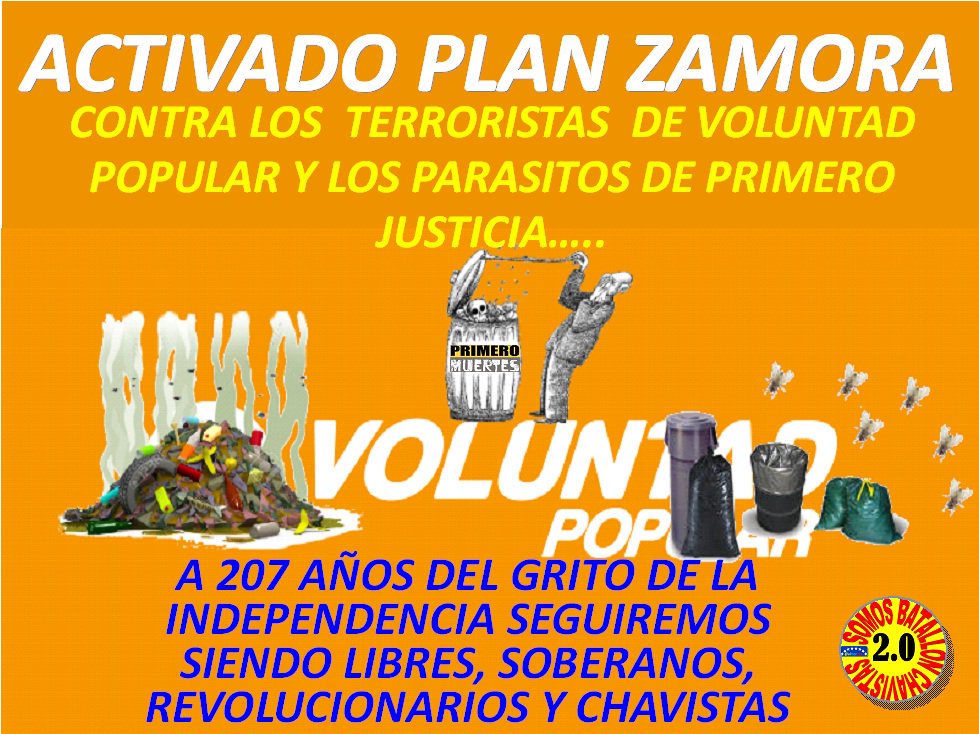 ACTIVADO PLAN ZAMORA
CONTRA LOS TERRORISTAS DE VOLUNTAD
POPULAR Y LOS PARASITOS DE PRIMERO
JUSTICIA.....
PRIMERO
MUERTES
VOLUNTAD
POPULAR
A 207 AÑOS DEL GRITO DE LA
INDEPENDENCIA SEGUIREMOS
SIENDO LIBRES, SOBERANOS,
REVOLUCIONARIOS Y CHAVISTAS
SOMOS BATALLON CHAVISTAS
2.0